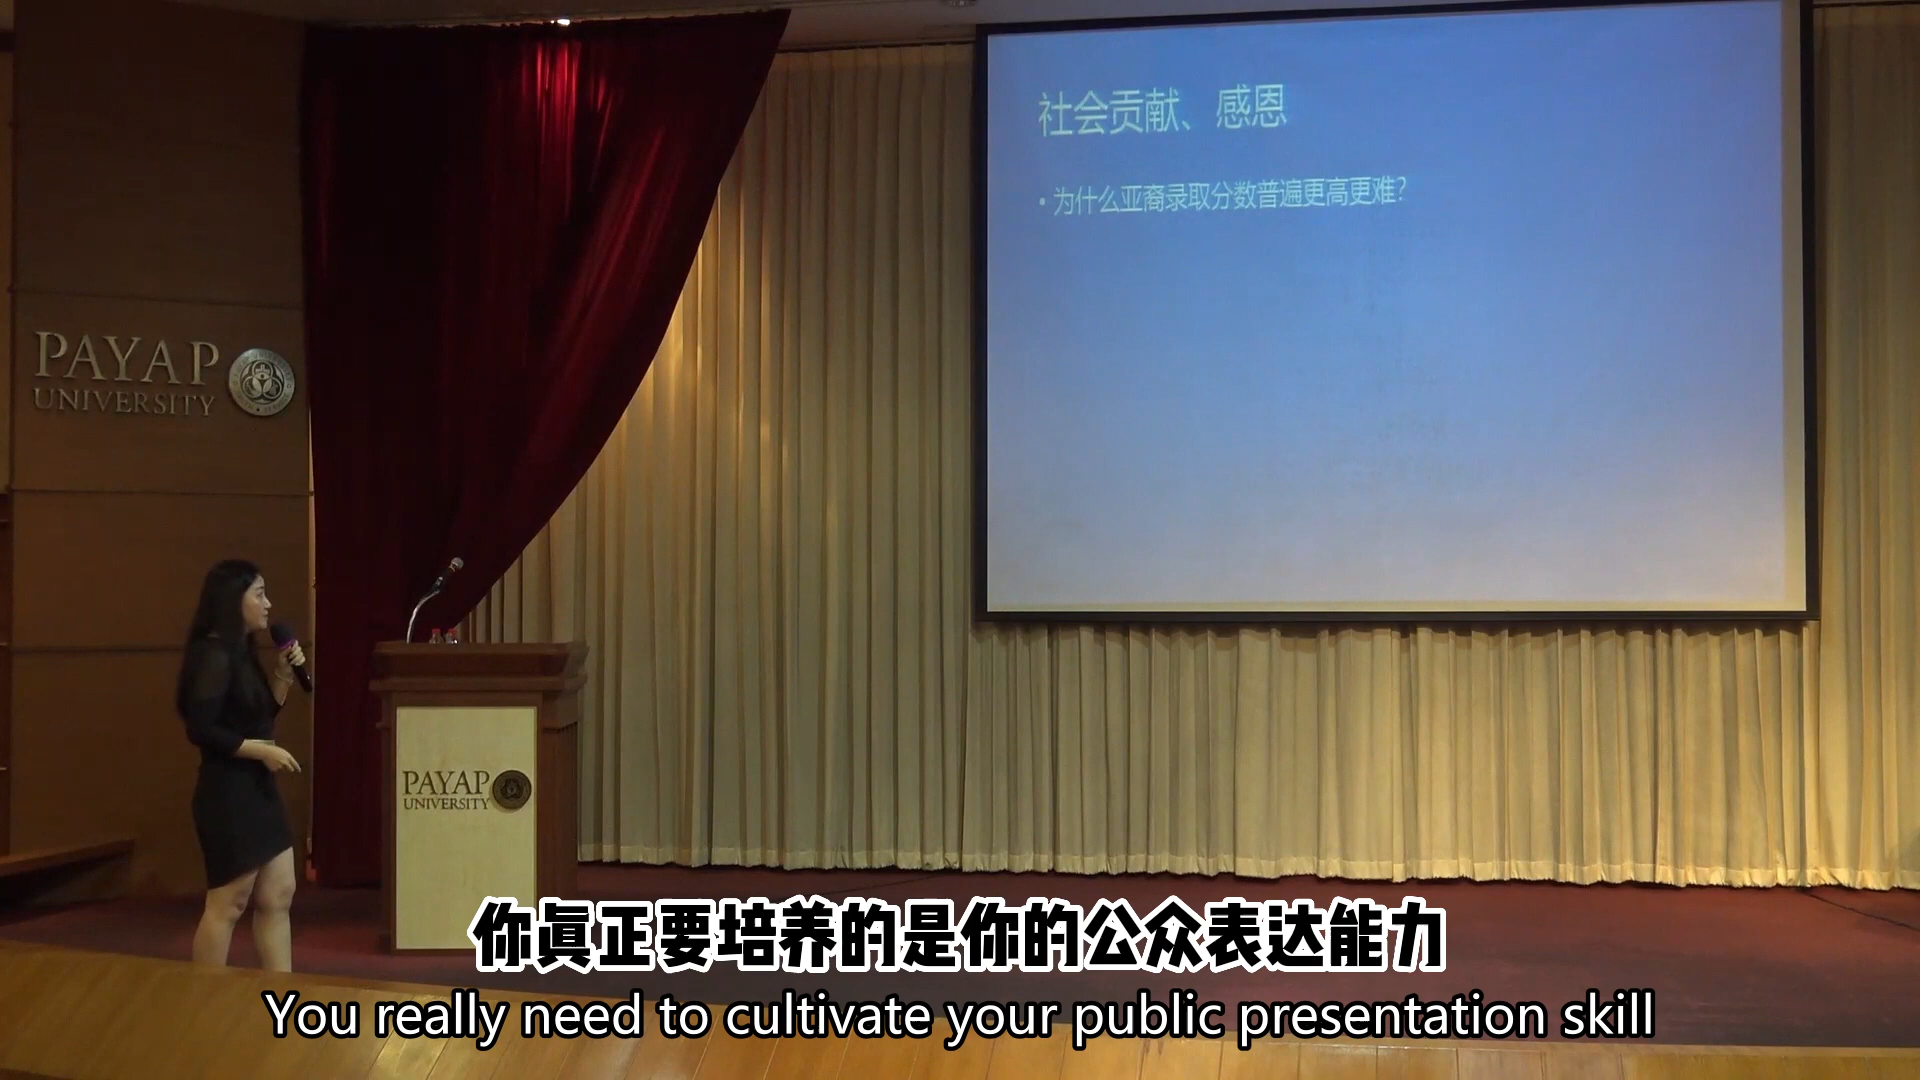 社会贡献、感恩
• 为什么亚裔录取分数普遍更高更难?
PAYAP
UNIVERSITY
PAYAP
UNIVERSITY
你真正要培养的是你的公众表达能力
You really need to cultivate your public presentation skill